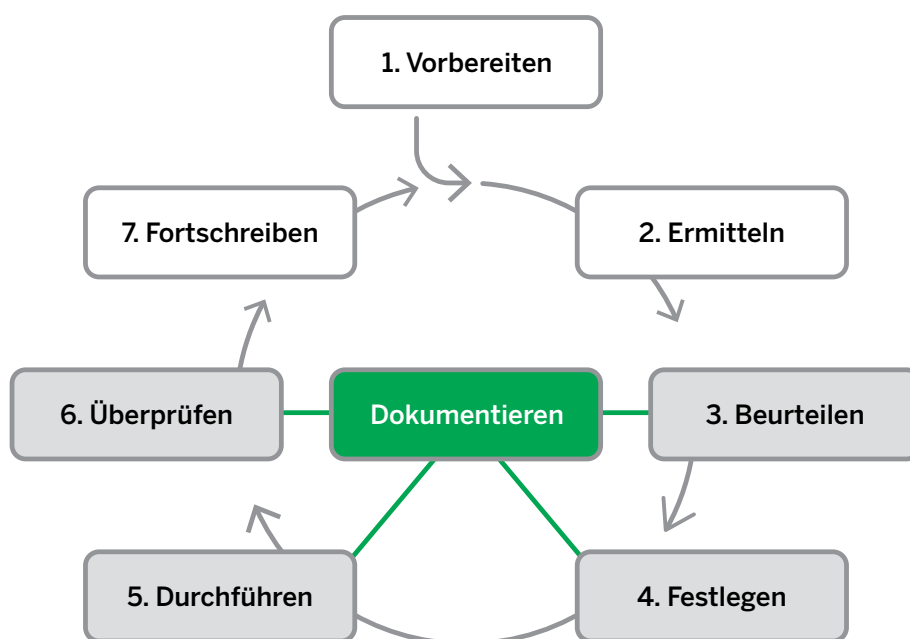 1. Vorbereiten
7. Fortschreiben
2. Ermitteln
6. Überprüfen
Dokumentieren
3. Beurteilen
5. Durchführen
4. Festlegen